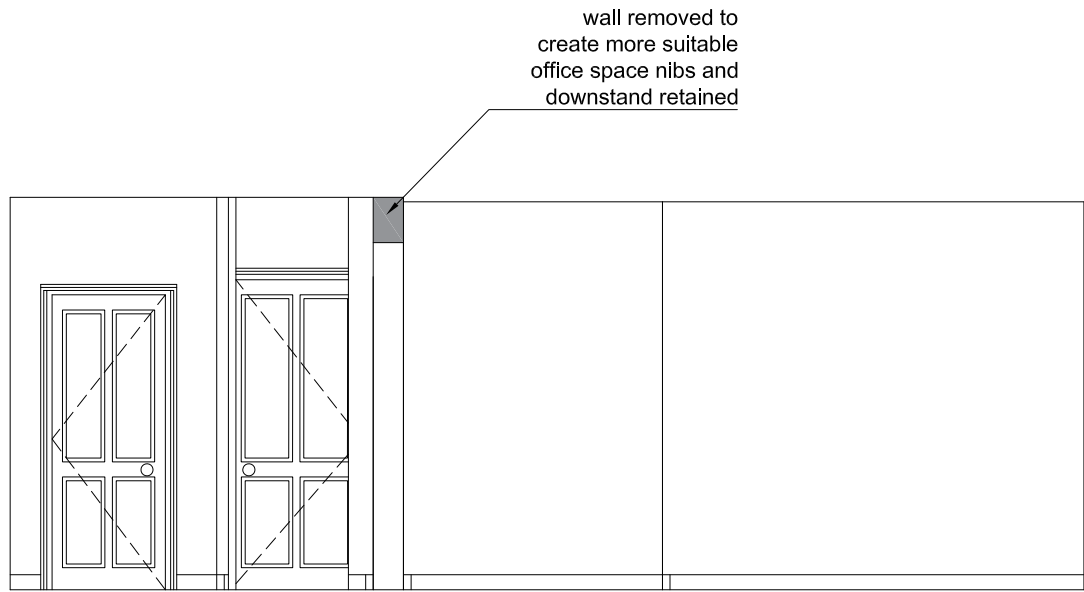 wall removed to
create more suitable
office space nibs and
downstand retained